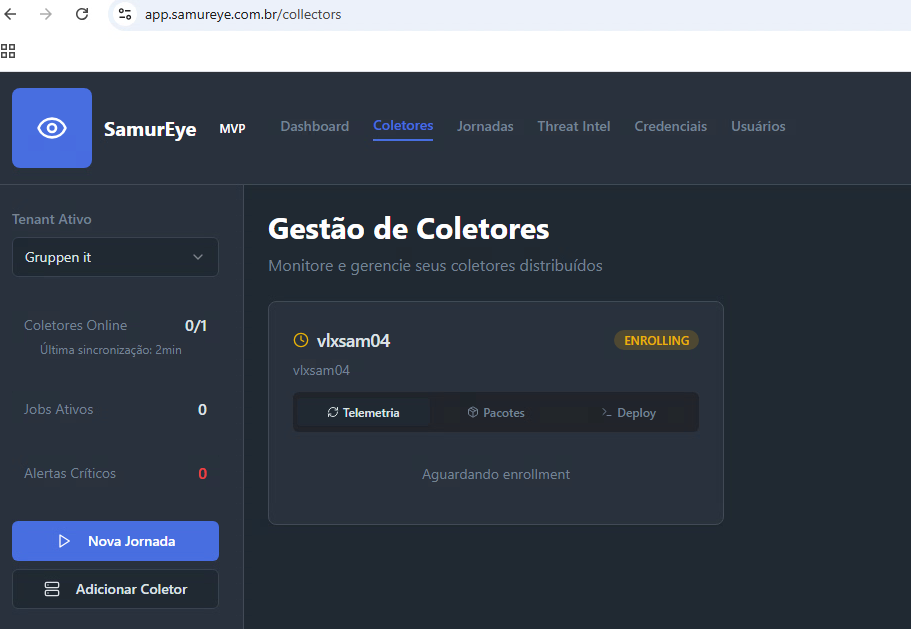 app.samureye.com.br/collectors
SamurEye MVP Dashboard Coletores Jornadas Threat Intel Credenciais Usuários
Tenant Ativo
Gruppen it
Coletores Online 0/1
Última sincronização: 2min
Jobs Ativos 0
Alertas Críticos 0
Nova Jornada
Adicionar Coletor
Gestão de Coletores
Monitore e gerencie seus coletores distribuídos
vlxsam04 ENROLLING
vlxsam04
Telemetria Pacotes Deploy
Aguardando enrollment